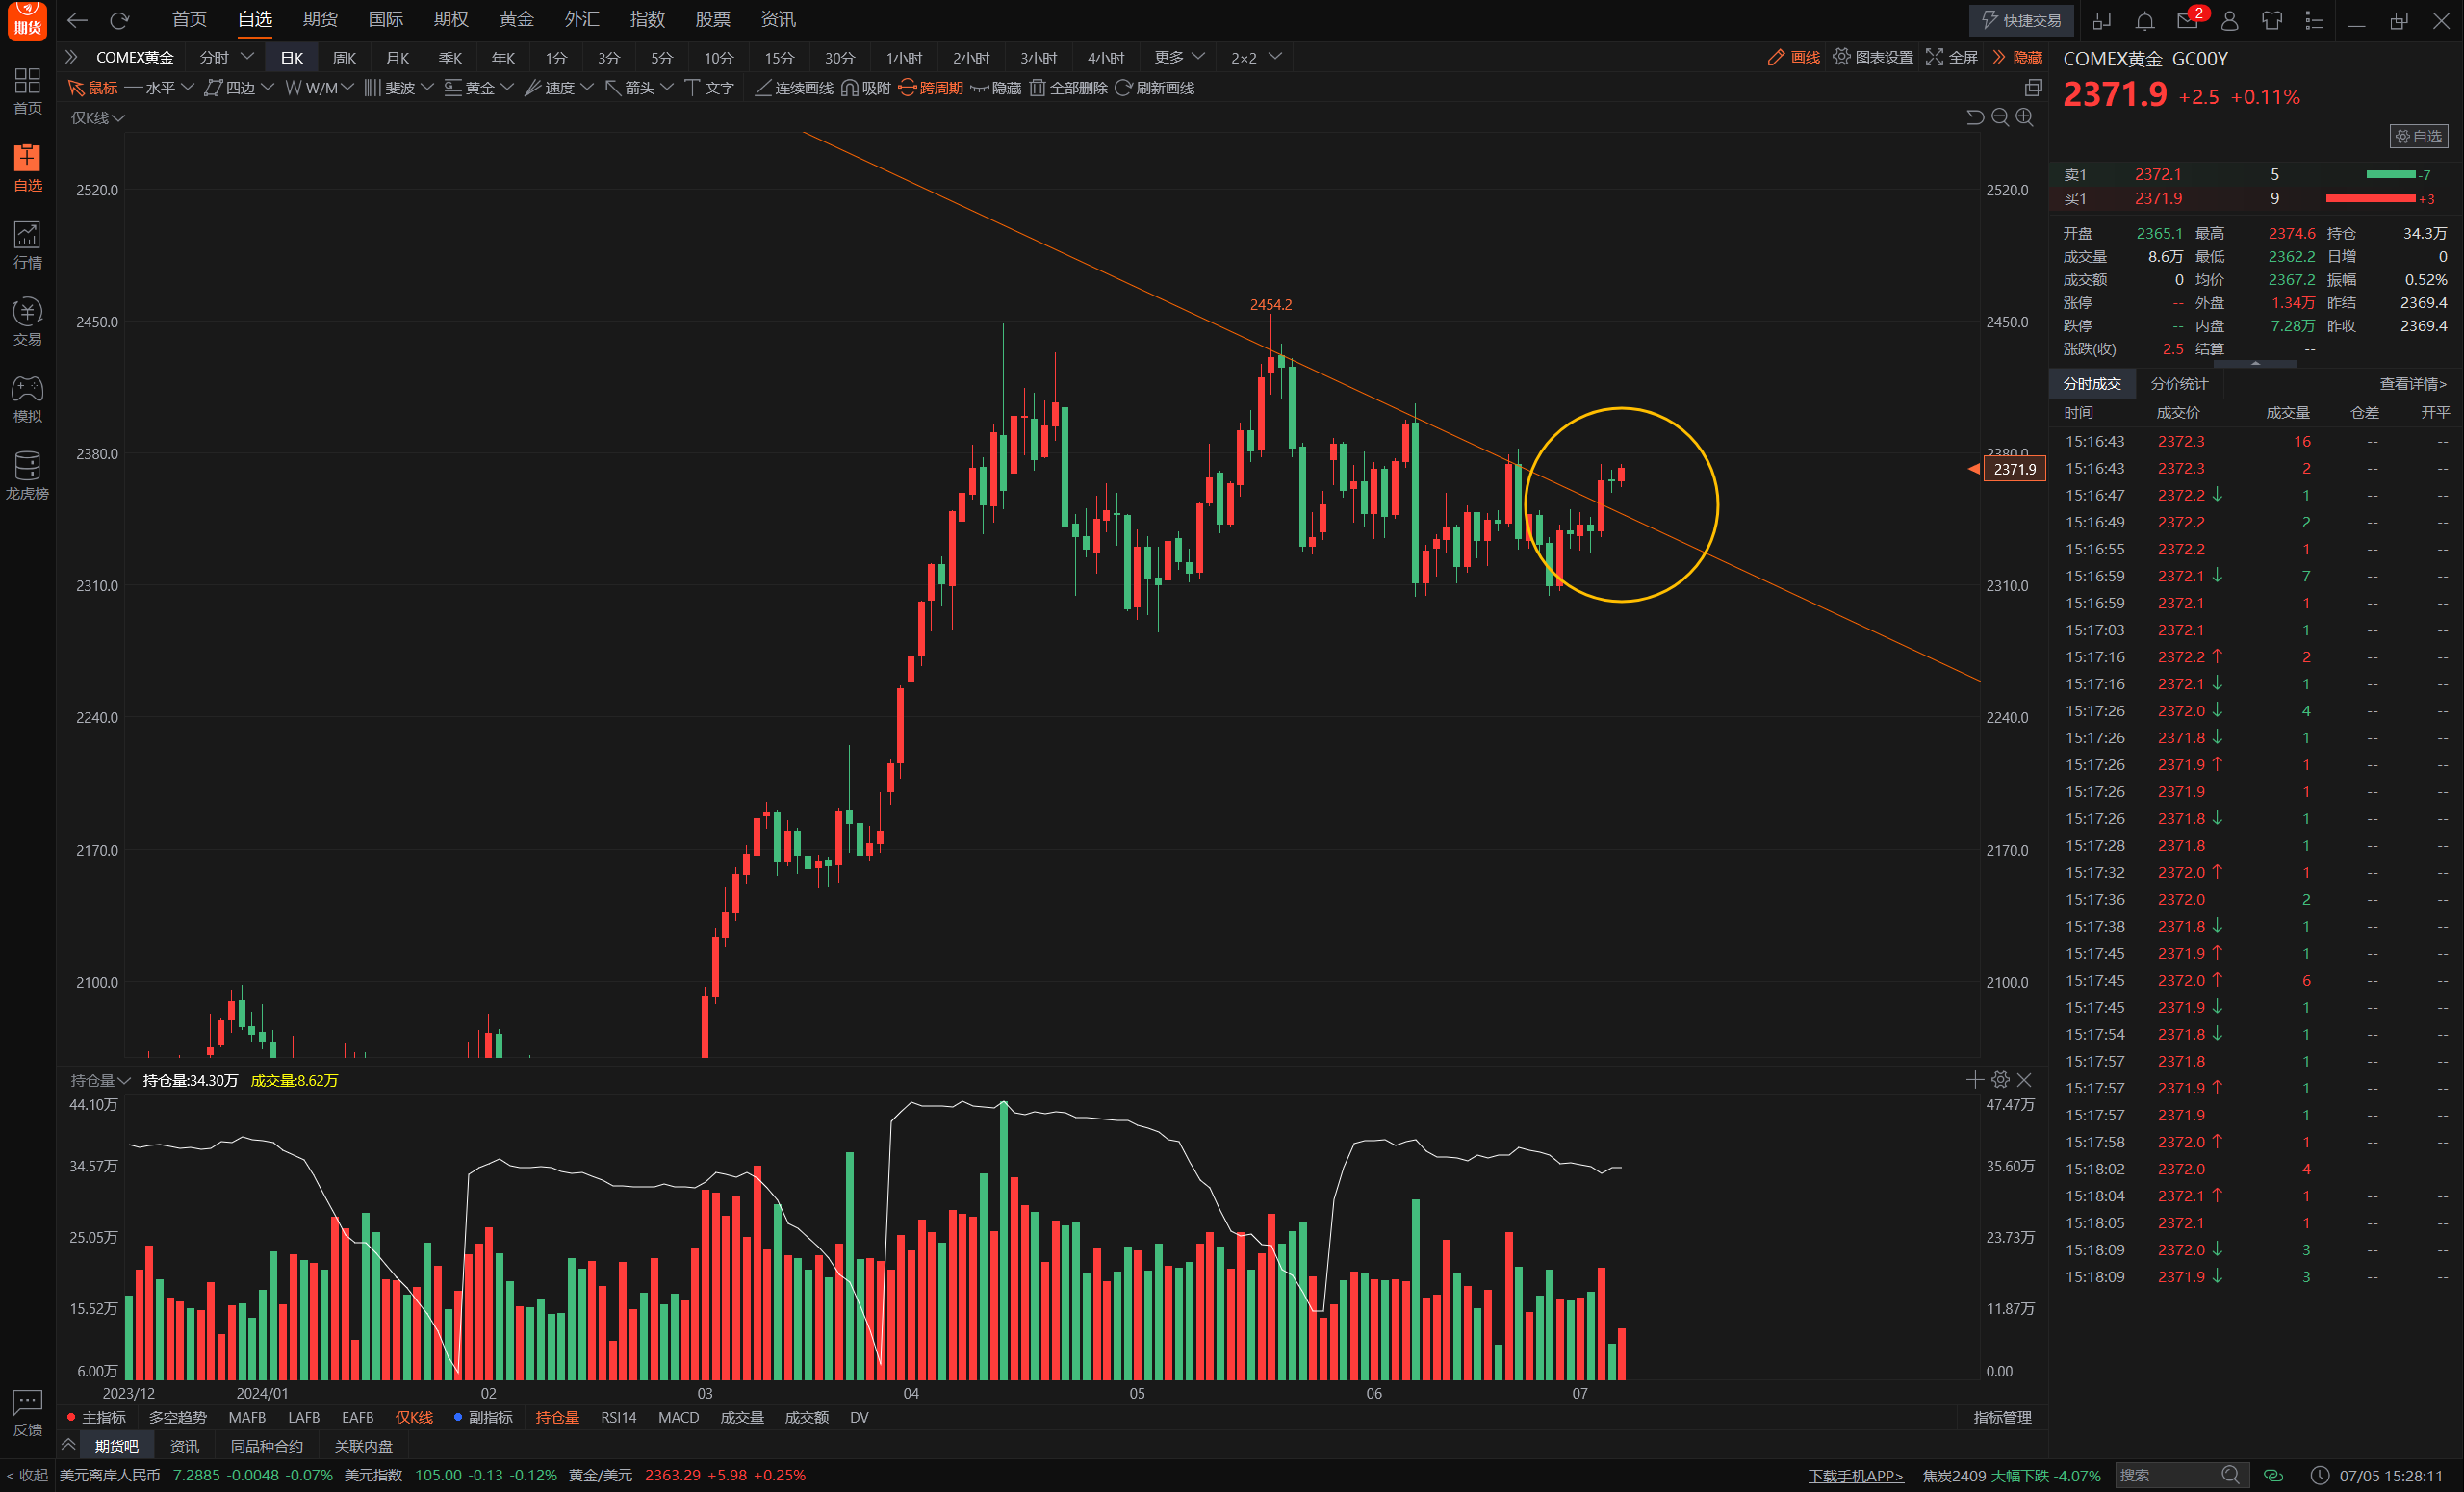 期货
首页 自选 期货 国际 期权 黄金 外汇 指数 股票 资讯
快捷交易 2
COMEX黄金 分时 日K 周K 月K 季K 年K 1分 3分 5分 10分 15分 30分 1小时 2小时 3小时 4小时 更多 2×2
画线 图表设置 全屏 隐藏
鼠标 水平 四边 W/M 斐波 黄金 速度 箭头 文字 连续画线 吸附 跨周期 隐藏 全部删除 刷新画线
首页
自选
行情
交易
模拟
龙虎榜
反馈
仅K线
2520.0 2520.0
2454.2
2450.0 2450.0
2380.0 2380.0
2371.9
2310.0 2310.0
2240.0 2240.0
2170.0 2170.0
2100.0 2100.0
持仓量 持仓量:34.30万 成交量:8.62万
44.10万 47.47万
34.57万 35.60万
25.05万 23.73万
15.52万 11.87万
6.00万 0.00
2023/12 2024/01 02 03 04 05 06 07
主指标 多空趋势 MAFB LAFB EAFB 仅K线 副指标 持仓量 RSI14 MACD 成交量 成交额 DV 指标管理
期货吧 资讯 同品种合约 关联内盘
COMEX黄金 GC00Y
2371.9 +2.5 +0.11%
自选
卖1 2372.1 5 -7
买1 2371.9 9 +3
开盘 2365.1 最高 2374.6 持仓 34.3万
成交量 8.6万 最低 2362.2 日增 0
成交额 0 均价 2367.2 振幅 0.52%
涨停 -- 外盘 1.34万 昨结 2369.4
跌停 -- 内盘 7.28万 昨收 2369.4
涨跌(收) 2.5 结算 --
分时成交 分价统计 查看详情>
时间 成交价 成交量 仓差 开平
15:16:43 2372.3 16 -- --
15:16:43 2372.3 2 -- --
15:16:47 2372.2↓ 1 -- --
15:16:49 2372.2 2 -- --
15:16:55 2372.2 1 -- --
15:16:59 2372.1↓ 7 -- --
15:16:59 2372.1 1 -- --
15:17:03 2372.1 1 -- --
15:17:16 2372.2↑ 2 -- --
15:17:16 2372.1↓ 1 -- --
15:17:26 2372.0↓ 4 -- --
15:17:26 2371.8↓ 1 -- --
15:17:26 2371.9↑ 1 -- --
15:17:26 2371.9 1 -- --
15:17:26 2371.8↓ 1 -- --
15:17:28 2371.8 1 -- --
15:17:32 2372.0↑ 1 -- --
15:17:36 2372.0 2 -- --
15:17:38 2371.8↓ 1 -- --
15:17:45 2371.9↑ 1 -- --
15:17:45 2372.0↑ 6 -- --
15:17:45 2371.9↓ 1 -- --
15:17:54 2371.8↓ 1 -- --
15:17:57 2371.8 1 -- --
15:17:57 2371.9↑ 1 -- --
15:17:57 2371.9 1 -- --
15:17:58 2372.0↑ 1 -- --
15:18:02 2372.0 4 -- --
15:18:04 2372.1↑ 1 -- --
15:18:05 2372.1 1 -- --
15:18:09 2372.0↓ 3 -- --
15:18:09 2371.9↓ 3 -- --
< 收起 美元离岸人民币 7.2885 -0.0048 -0.07% 美元指数 105.00 -0.13 -0.12% 黄金/美元 2363.29 +5.98 +0.25% 下载手机APP> 焦炭2409 大幅下跌 -4.07% 搜索 07/05 15:28:11